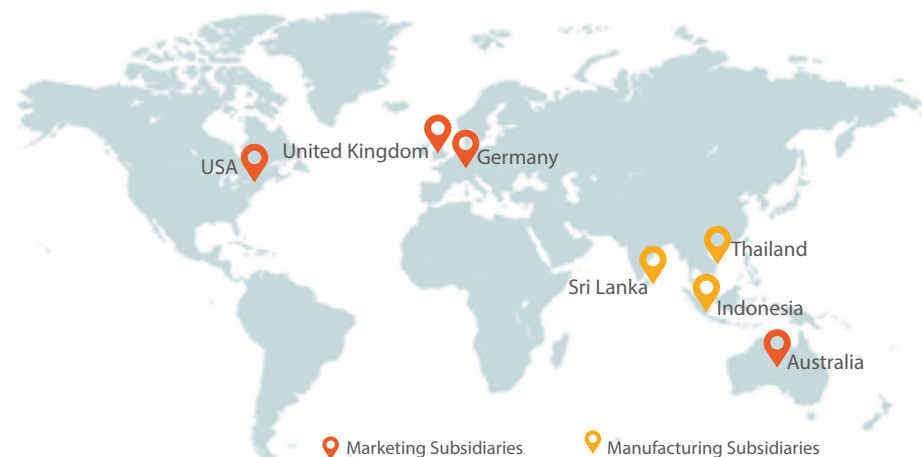 United Kingdom
Germany
USA
Thailand
Sri Lanka
Indonesia
Australia
Marketing Subsidiaries
Manufacturing Subsidiaries